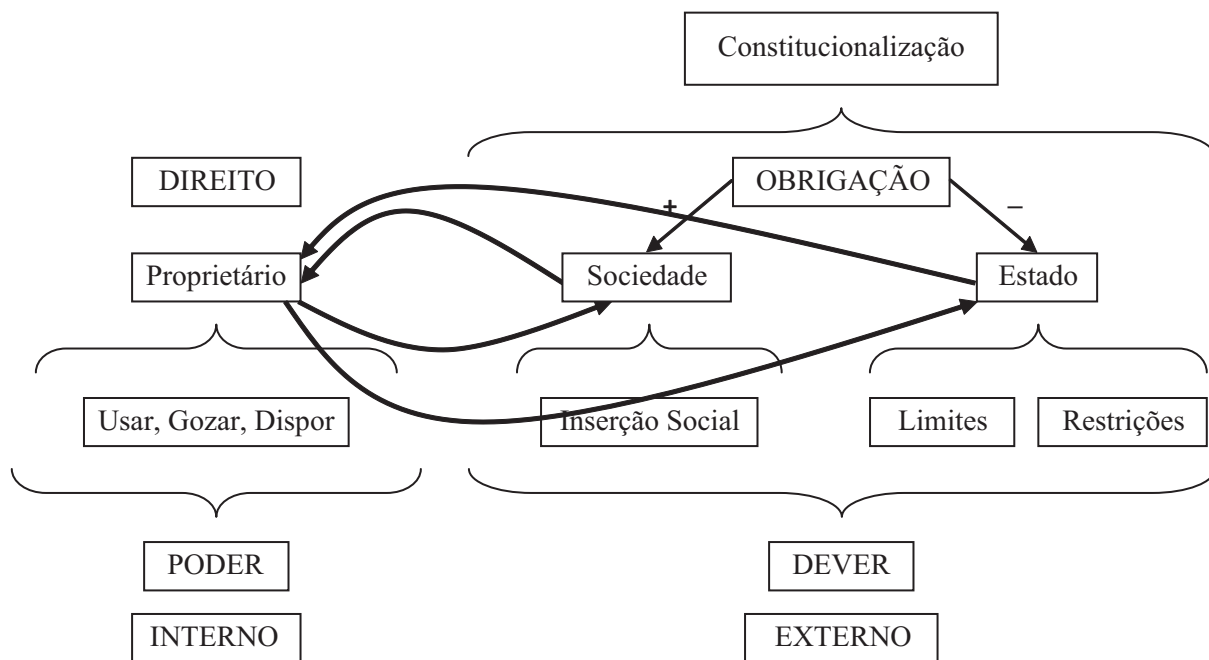 Constitucionalização
DIREITO
OBRIGAÇÃO
+
–
Proprietário
Sociedade
Estado
Usar, Gozar, Dispor
Inserção Social
Limites
Restrições
PODER
DEVER
INTERNO
EXTERNO